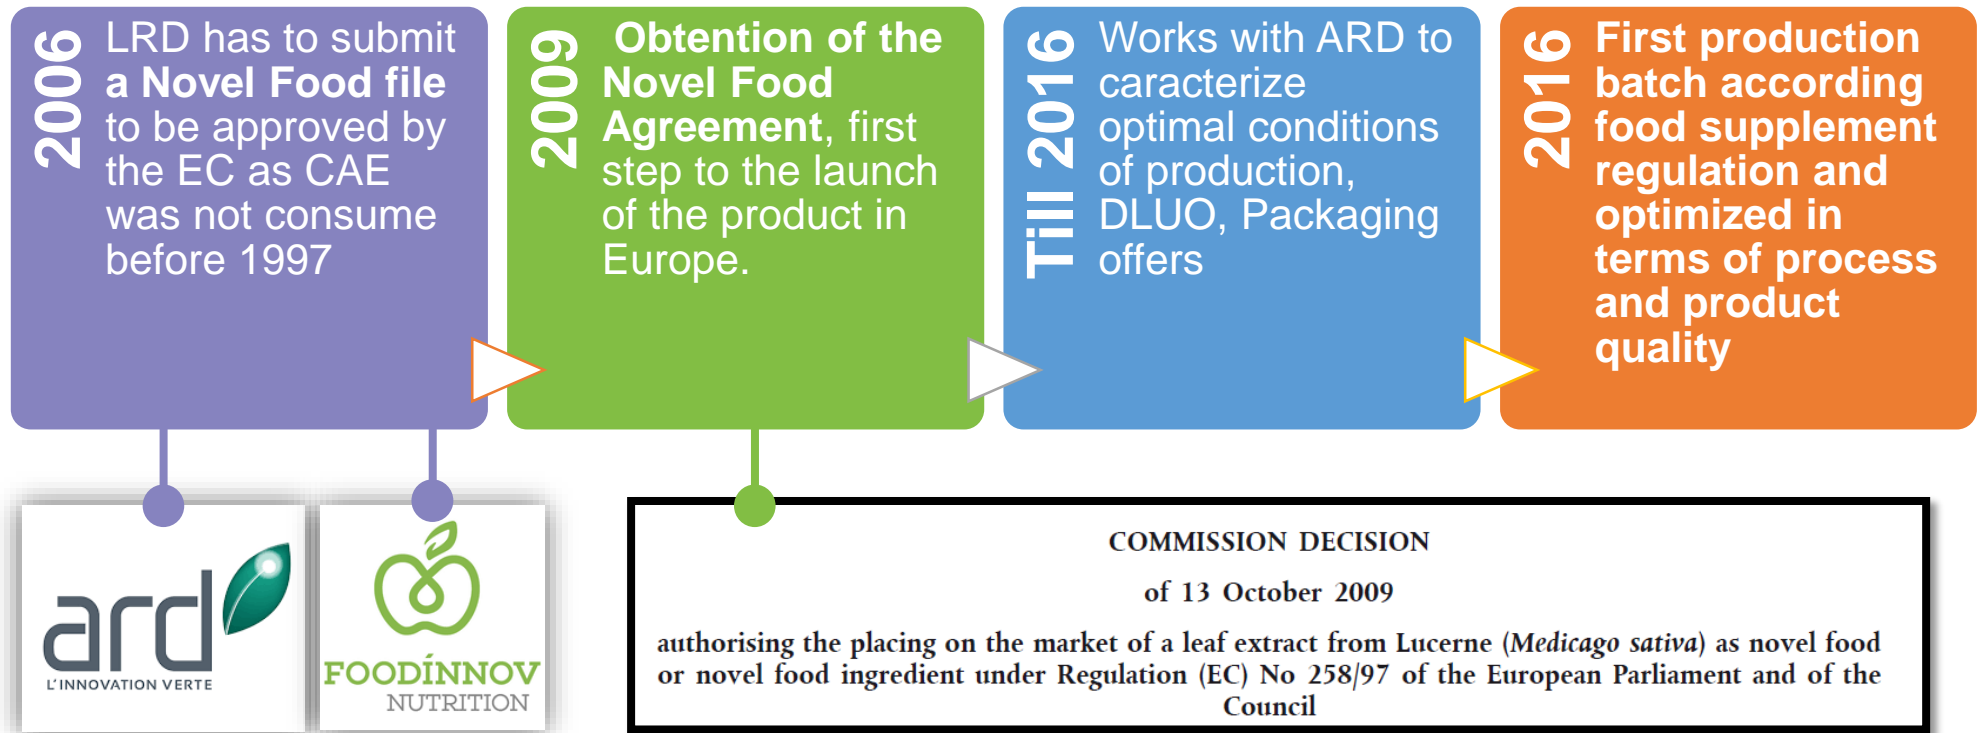 2006
LRD has to submit
a Novel Food file
to be approved by
the EC as CAE
was not consume
before 1997
2009
Obtention of the
Novel Food
Agreement, first
step to the launch
of the product in
Europe.
Till 2016
Works with ARD to
caracterize
optimal conditions
of production,
DLUO, Packaging
offers
2016
First production
batch according
food supplement
regulation and
optimized in
terms of process
and product
quality
ard
L'INNOVATION VERTE
FOODÍNNOV
NUTRITION
COMMISSION DECISION
of 13 October 2009
authorising the placing on the market of a leaf extract from Lucerne (Medicago sativa) as novel food
or novel food ingredient under Regulation (EC) No 258/97 of the European Parliament and of the
Council